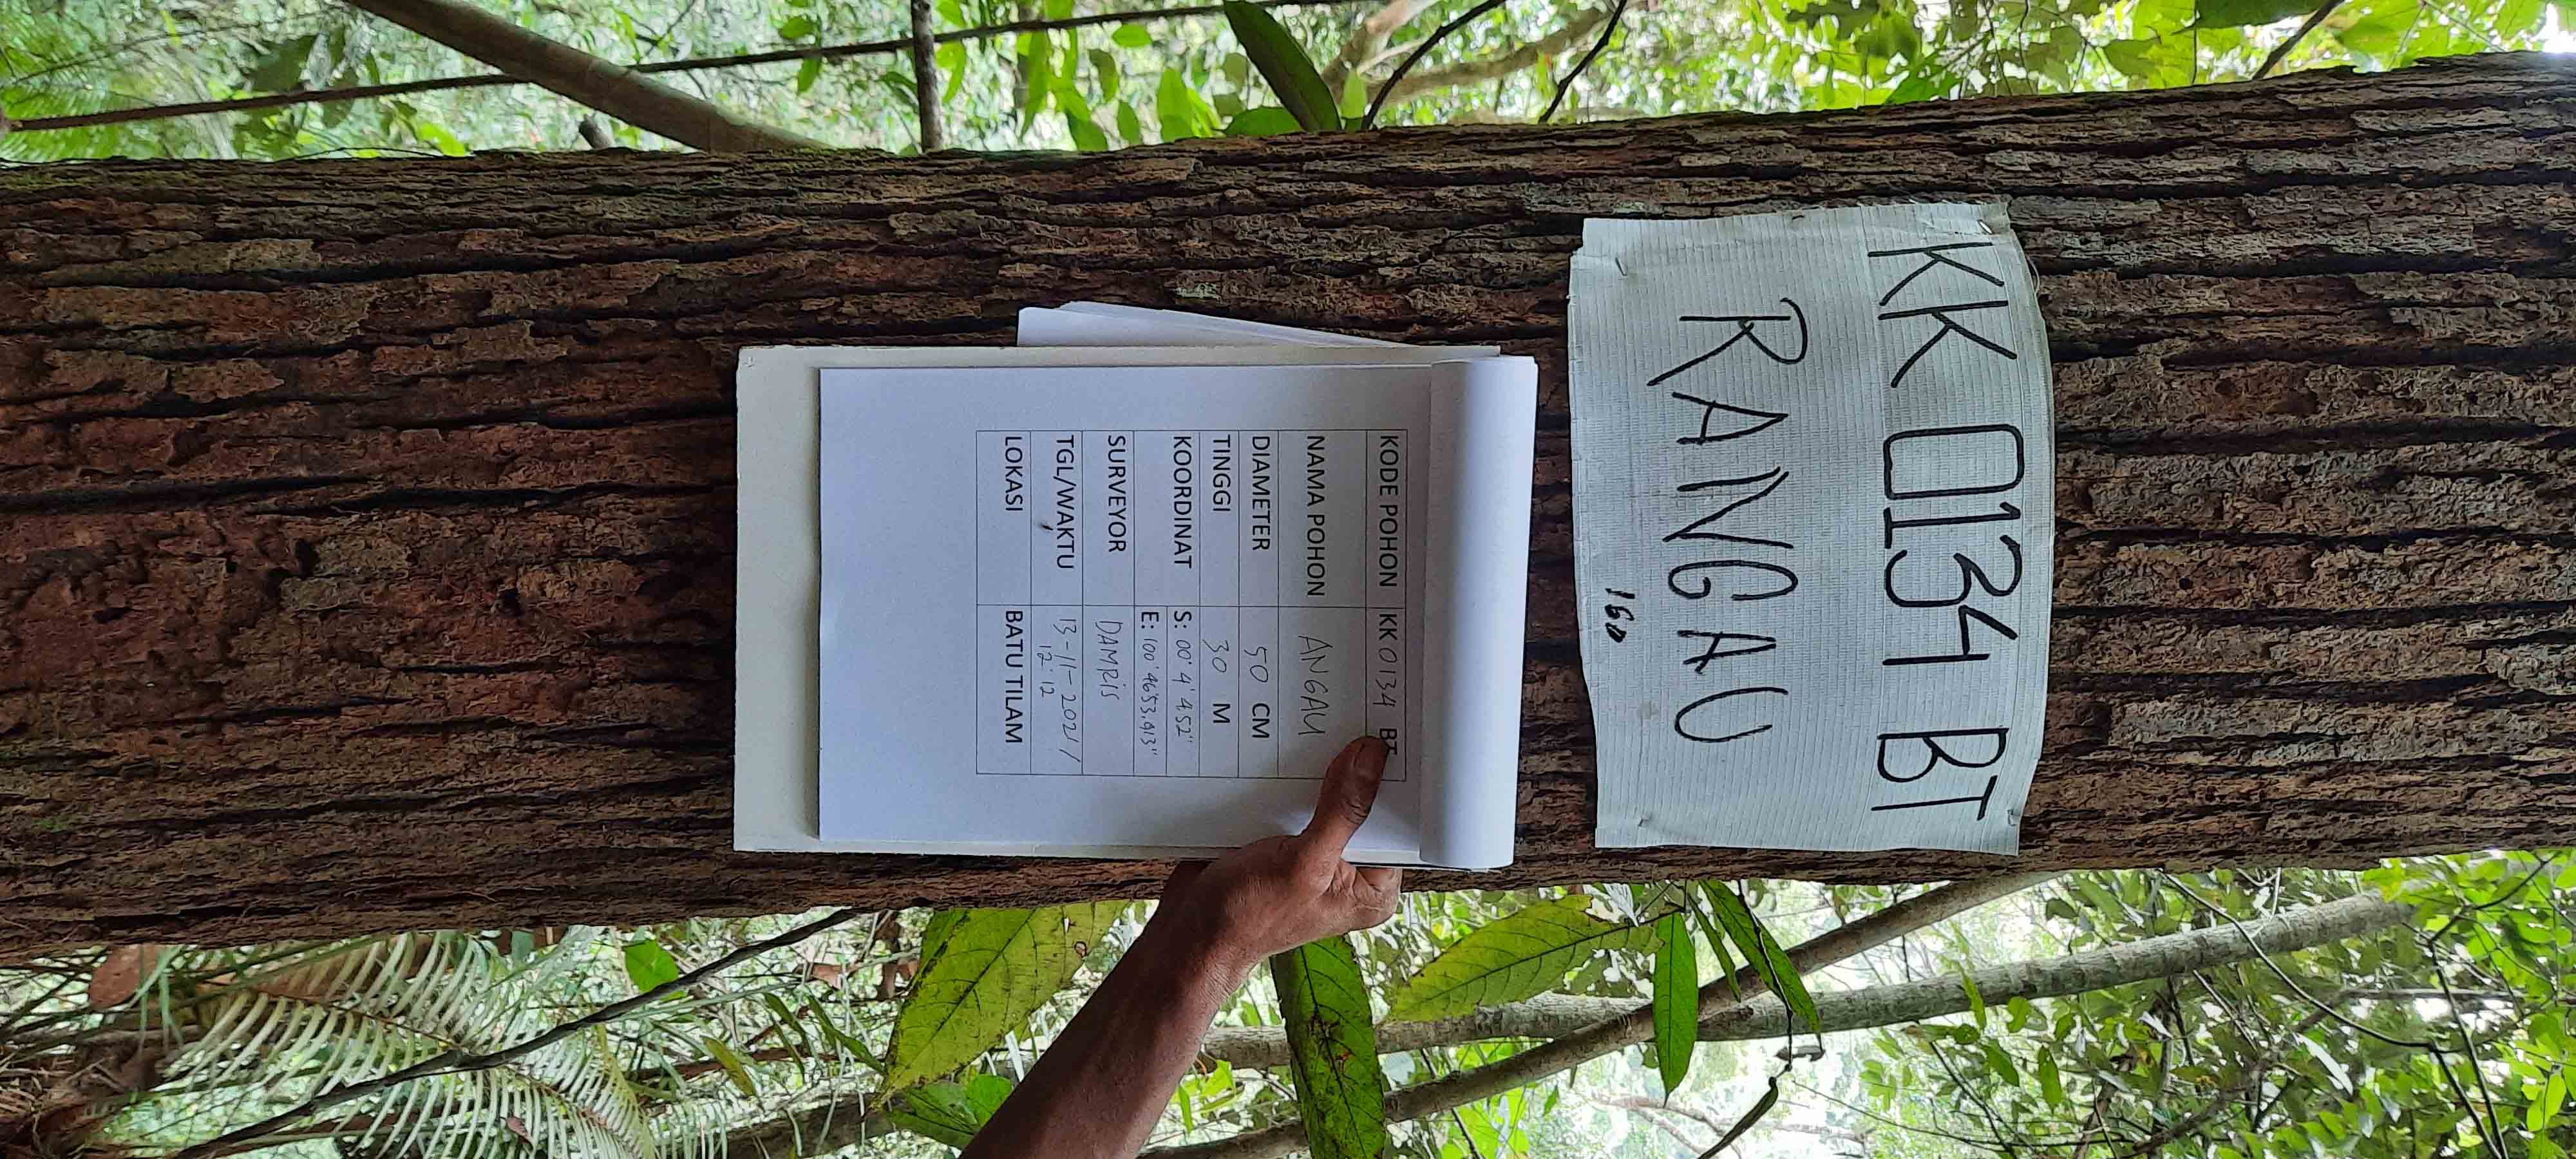 KK 0134 BT
RANGAU
160
KODE POHON KK 0134 BT
NAMA POHON ANGAU
DIAMETER 50 CM
TINGGI 30 M
KOORDINAT S: 00° 4' 4.52"
E: 100° 46'53.913"
SURVEYOR DAMRIS
TGL/WAKTU 13-11-2021 /
12:12
LOKASI BATU TILAM